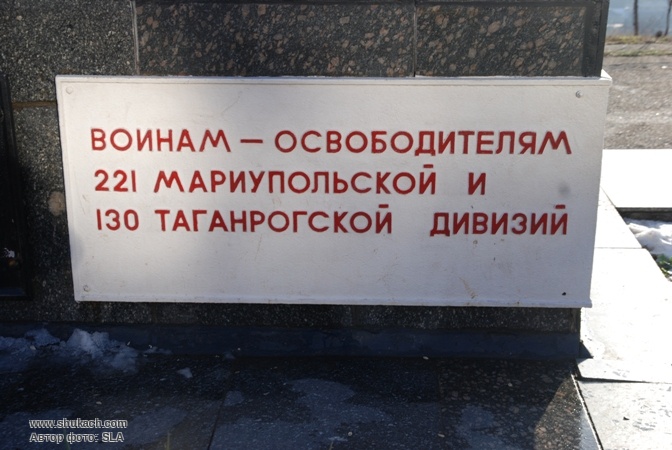 ВОИНАМ — ОСВОБОДИТЕЛЯМ
221 МАРИУПОЛЬСКОЙ И
130 ТАГАНРОГСКОЙ ДИВИЗИЙ
www.shukach.com
Автор фото: SLA